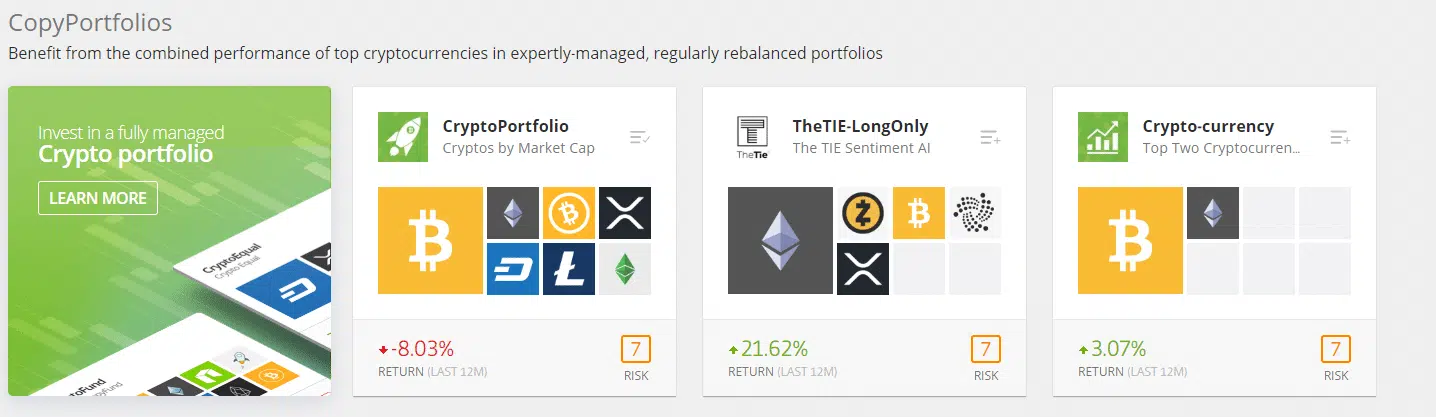 CopyPortfolios
Benefit from the combined performance of top cryptocurrencies in expertly-managed, regularly rebalanced portfolios
Invest in a fully managed
Crypto portfolio
LEARN MORE
CryptoEqual
Crypto Equal
CryptoPortfolio
Cryptos by Market Cap
-8.03%
RETURN (LAST 12M)
7
RISK
TheTIE-LongOnly
The TIE Sentiment AI
TheTie
21.62%
RETURN (LAST 12M)
7
RISK
Crypto-currency
Top Two Cryptocurren...
3.07%
RETURN (LAST 12M)
7
RISK